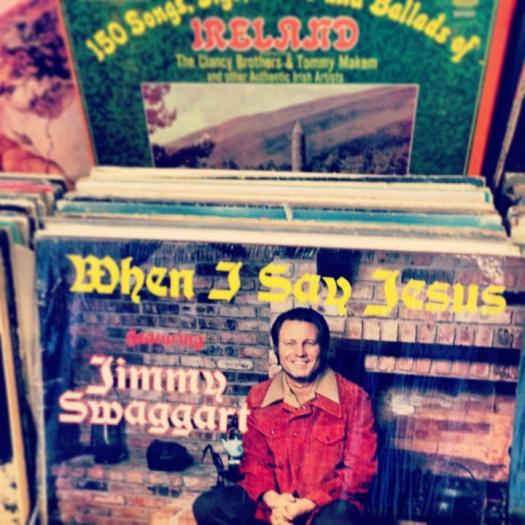 150 Songs, and Ballads of
IRELAND
The Clancy Brothers & Tommy Makem
and other Authentic Irish Artists
When I Say Jesus
featuring
Jimmy
Swaggart